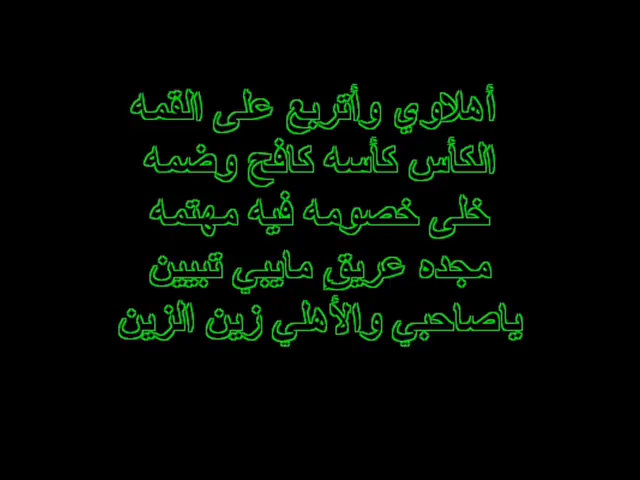 أهلاوي وأتربع على القمه
الكأس كأسه كافح وضمه
خلى خصومه فيه مهتمه
مجده عريق مايبي تبيين
ياصاحبي والأهلي زين الزين